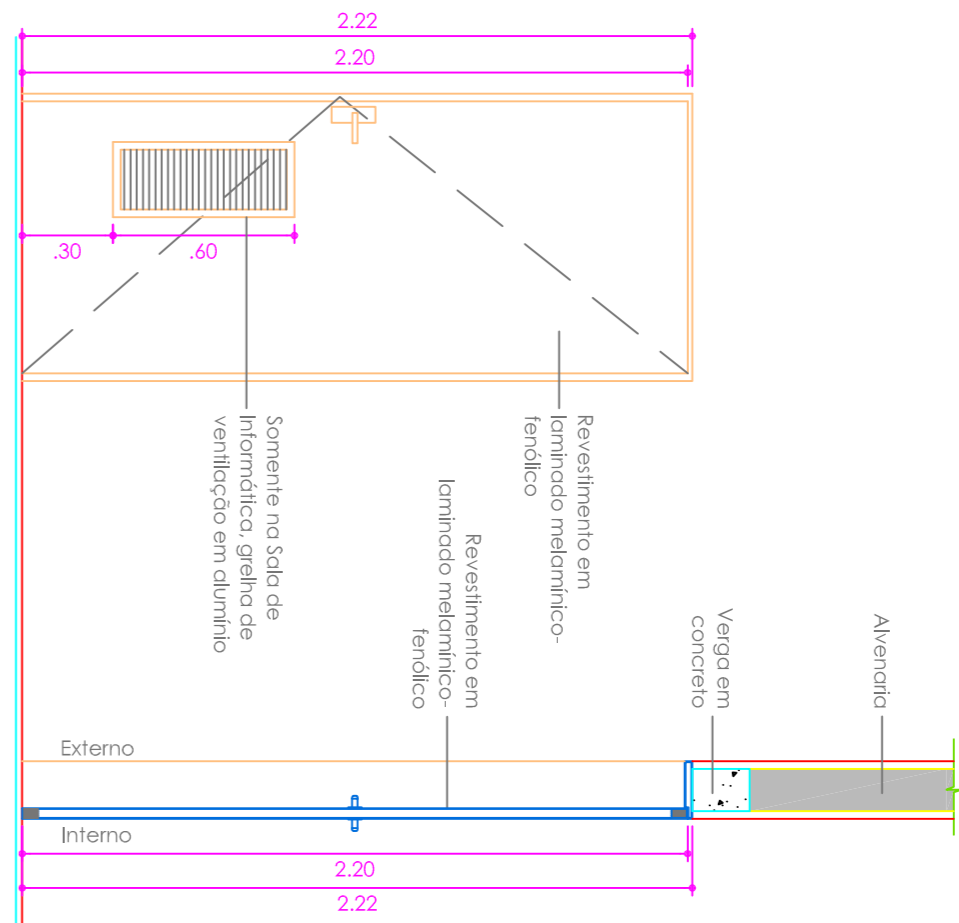 2.22
2.20
.30
.60
Somente na Sala de
Informática, grelha de
ventilação em alumínio
Revestimento em
laminado melamínico-
fenólico
Revestimento em
laminado melamínico-
fenólico
Verga em
concreto
Alvenaria
Externo
Interno
2.20
2.22